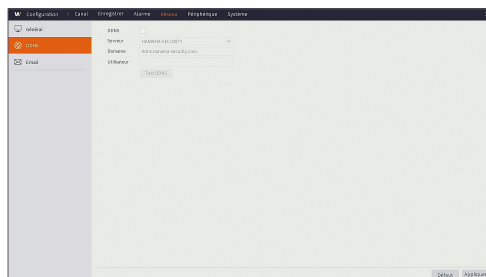 W Configuration Canal Enregistrer Alarme Réseau Périphérique Système
Général
DDNS
Email
DDNS
Serveur HANWHA-SECURITY
Domaine ddns.hanwha-security.com
Utilisateur
Test DDNS
Défaut Appliquer